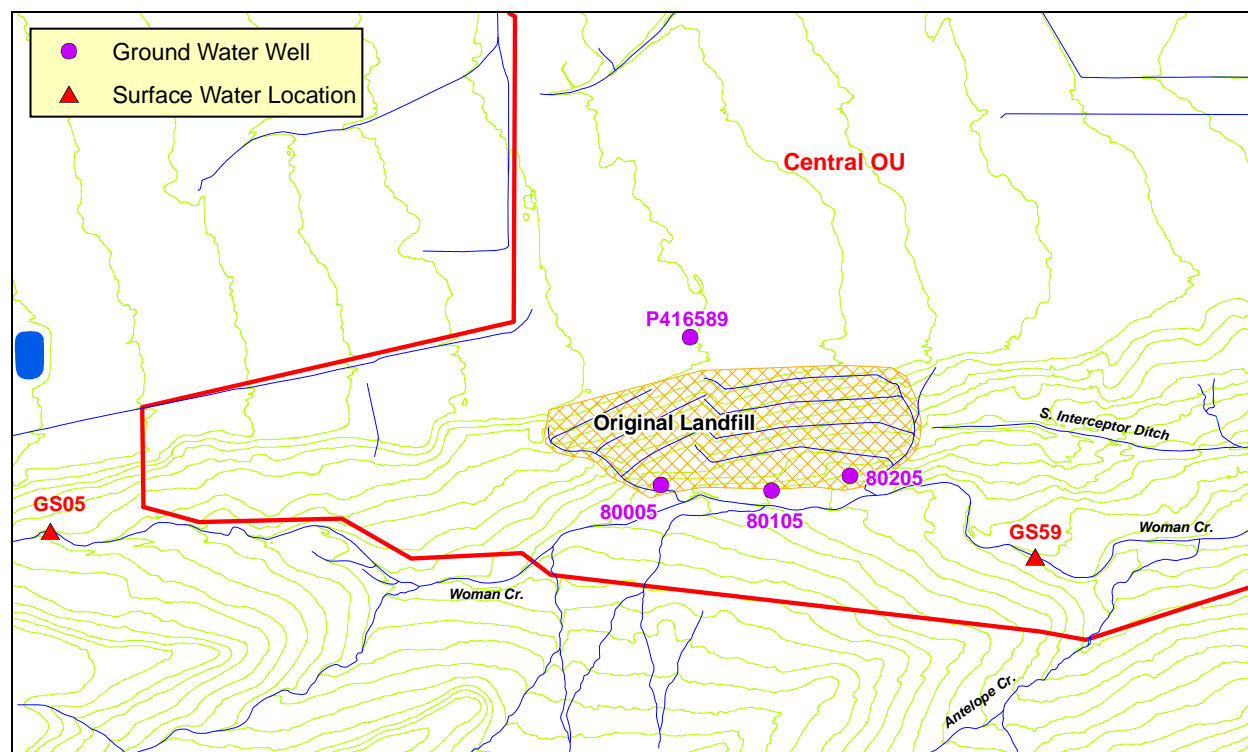 Ground Water Well
Surface Water Location
Central OU
P416589
Original Landfill
S. Interceptor Ditch
80205
80005
80105
GS05
GS59
Woman Cr.
Woman Cr.
Antelope Cr.